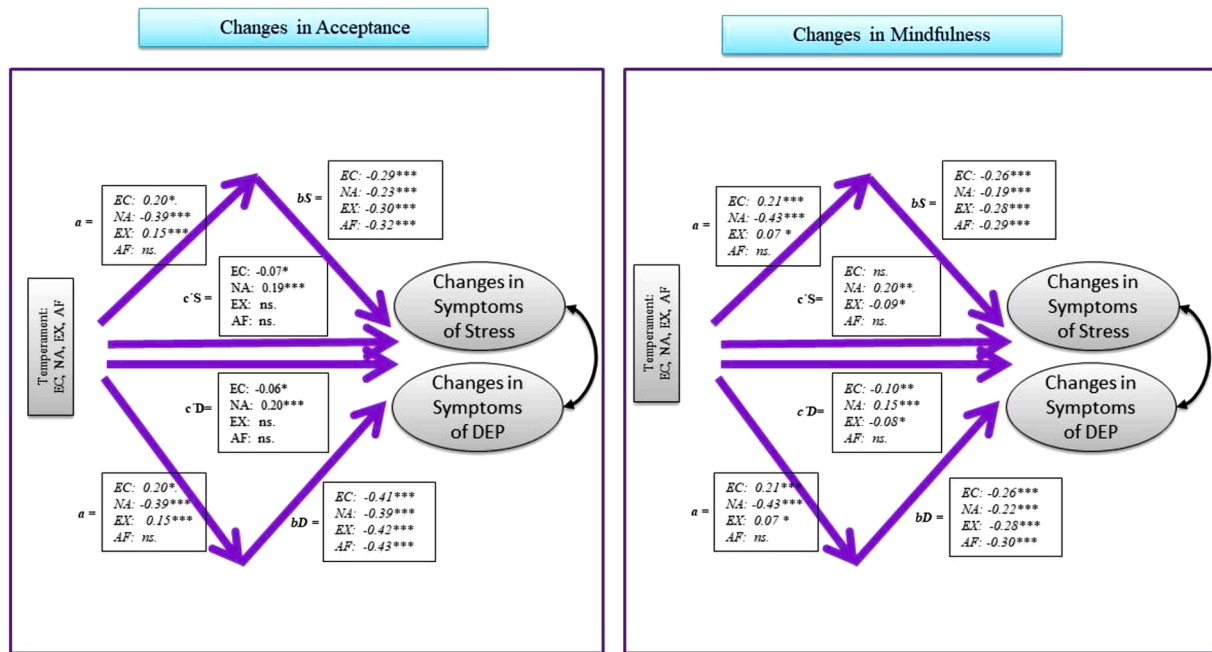 Changes in Acceptance
a =
EC: 0.20*.
NA: -0.39***
EX: 0.15***
AF: ns.
bS =
EC: -0.29***
NA: -0.23***
EX: -0.30***
AF: -0.32***
Temperament:
EC, NA, EX, AF
c´S =
EC: -0.07*
NA: 0.19***
EX: ns.
AF: ns.
Changes in
Symptoms
of Stress
c´D=
EC: -0.06*
NA: 0.20***
EX: ns.
AF: ns.
Changes in
Symptoms
of DEP
a =
EC: 0.20*.
NA: -0.39***
EX: 0.15***
AF: ns.
bD =
EC: -0.41***
NA: -0.39***
EX: -0.42***
AF: -0.43***
Changes in Mindfulness
a =
EC: 0.21***
NA: -0.43***
EX: 0.07 *
AF: ns.
bS =
EC: -0.26***
NA: -0.19***
EX: -0.28***
AF: -0.29***
Temperament:
EC, NA, EX, AF
c´S=
EC: ns.
NA: 0.20**.
EX: -0.09*
AF: ns.
Changes in
Symptoms
of Stress
c´D=
EC: -0.10**
NA: 0.15***
EX: -0.08*
AF: ns.
Changes in
Symptoms
of DEP
a =
EC: 0.21***
NA: -0.43***
EX: 0.07 *
AF: ns.
bD =
EC: -0.26***
NA: -0.22***
EX: -0.28***
AF: -0.30***